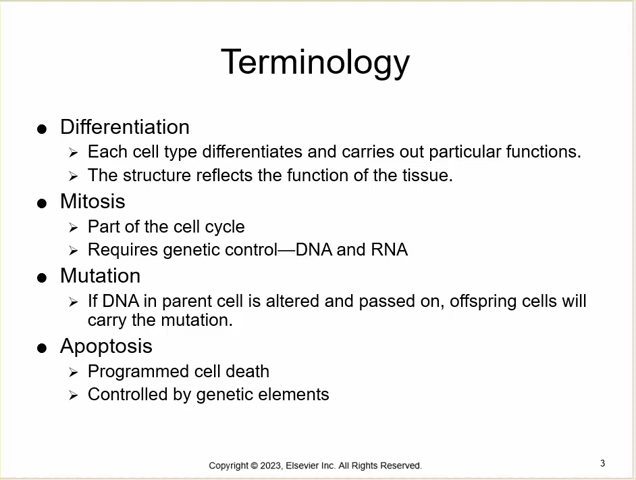 Terminology
● Differentiation
➢ Each cell type differentiates and carries out particular functions.
➢ The structure reflects the function of the tissue.
● Mitosis
➢ Part of the cell cycle
➢ Requires genetic control—DNA and RNA
● Mutation
➢ If DNA in parent cell is altered and passed on, offspring cells will
carry the mutation.
● Apoptosis
➢ Programmed cell death
➢ Controlled by genetic elements
Copyright © 2023, Elsevier Inc. All Rights Reserved.
3